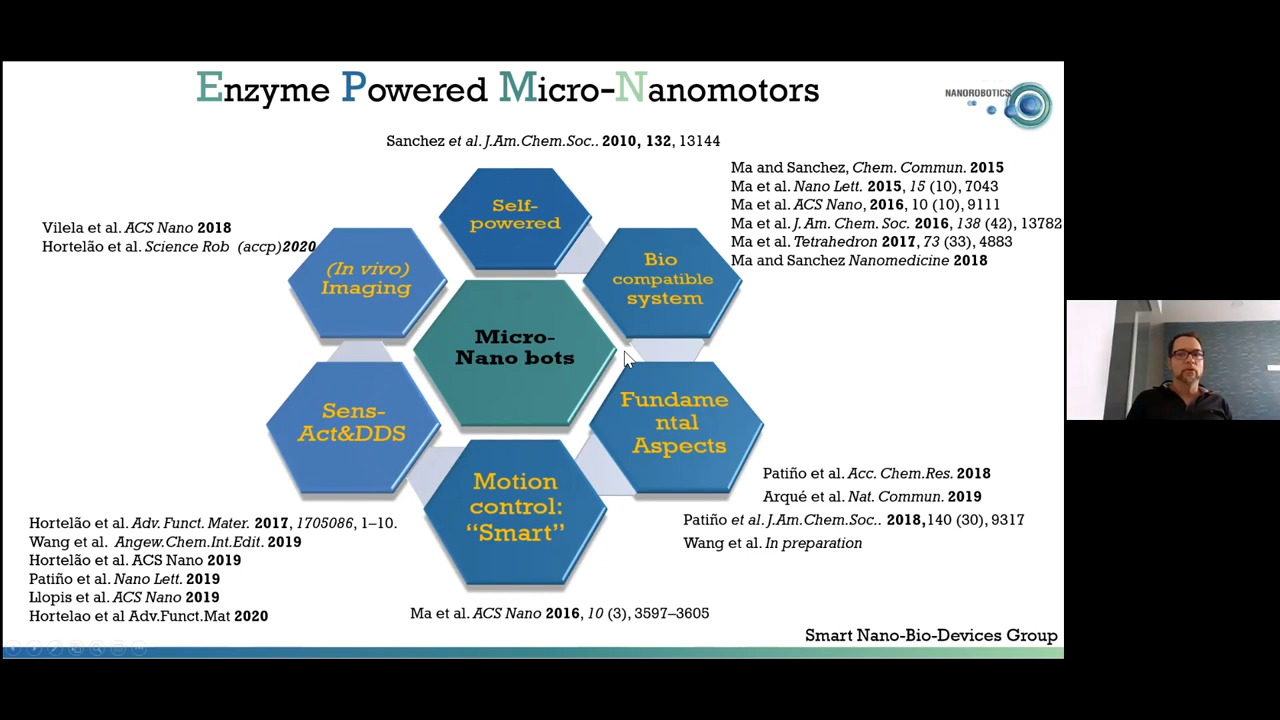 Enzyme Powered Micro-Nanomotors
NANOROBOTICS
Sanchez et al. J.Am.Chem.Soc.. 2010, 132, 13144
Ma and Sanchez, Chem. Commun. 2015
Ma et al. Nano Lett. 2015, 15 (10), 7043
Ma et al. ACS Nano, 2016, 10 (10), 9111
Ma et al. J. Am. Chem. Soc. 2016, 138 (42), 13782
Ma et al. Tetrahedron 2017, 73 (33), 4883
Ma and Sanchez Nanomedicine 2018
Vilela et al. ACS Nano 2018
Hortelão et al. Science Rob (accp)2020
Self-
powered
Bio
compatible
system
(In vivo)
Imaging
Micro-
Nano bots
Fundame
ntal
Aspects
Sens-
Act&DDS
Motion
control:
“Smart”
Patiño et al. Acc. Chem.Res. 2018
Arqué et al. Nat. Commun. 2019
Patiño et al. J.Am.Chem.Soc.. 2018, 140 (30), 9317
Wang et al. In preparation
Hortelão et al. Adv. Funct. Mater. 2017, 1705086, 1–10.
Wang et al. Angew.Chem.Int.Edit. 2019
Hortelão et al. ACS Nano 2019
Patiño et al. Nano Lett. 2019
Llopis et al. ACS Nano 2019
Hortelao et al Adv.Funct.Mat 2020
Ma et al. ACS Nano 2016, 10 (3), 3597–3605
Smart Nano-Bio-Devices Group